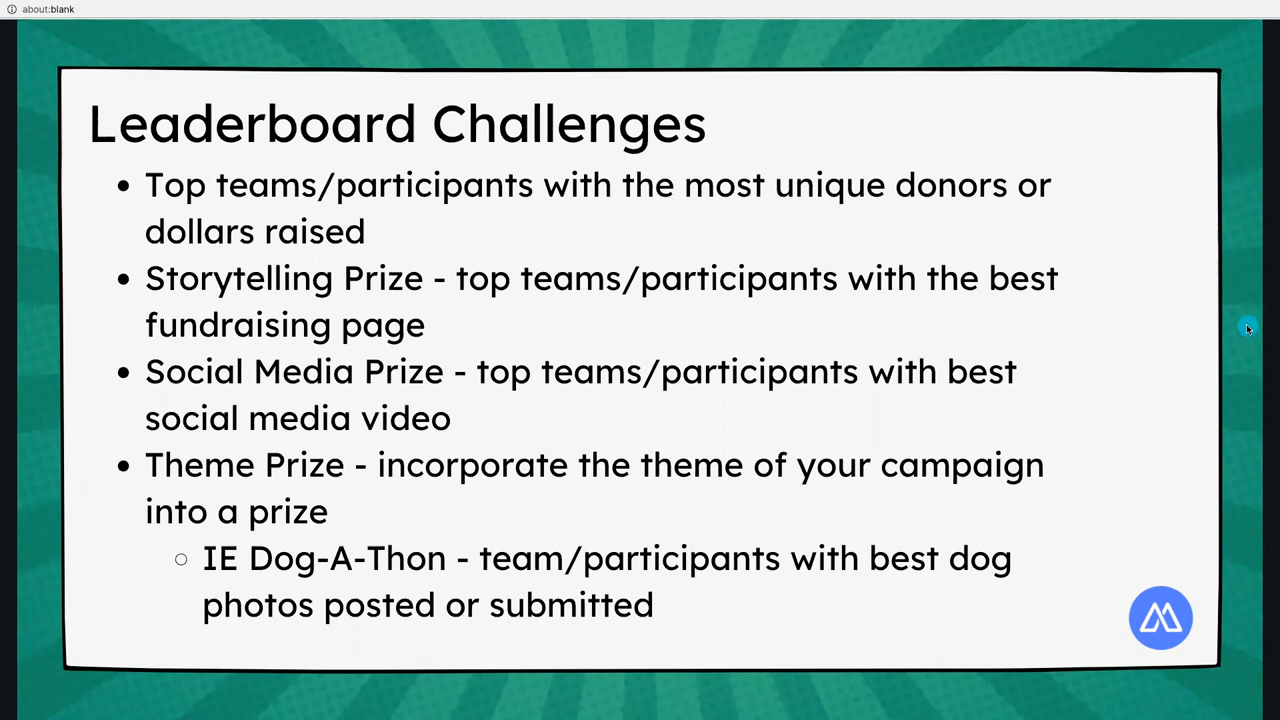 about:blank
Leaderboard Challenges
• Top teams/participants with the most unique donors or
dollars raised
• Storytelling Prize - top teams/participants with the best
fundraising page
• Social Media Prize - top teams/participants with best
social media video
• Theme Prize - incorporate the theme of your campaign
into a prize
○ IE Dog-A-Thon - team/participants with best dog
photos posted or submitted